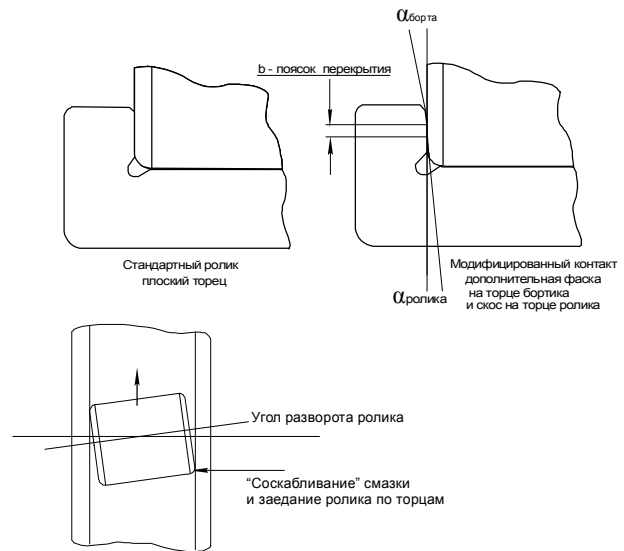 αборта
b - поясок перекрытия
Стандартный ролик
плоский торец
Модифицированный контакт
дополнительная фаска
на торце бортика
и скос на торце ролика
αролика
Угол разворота ролика
“Соскабливание” смазки
и заедание ролика по торцам